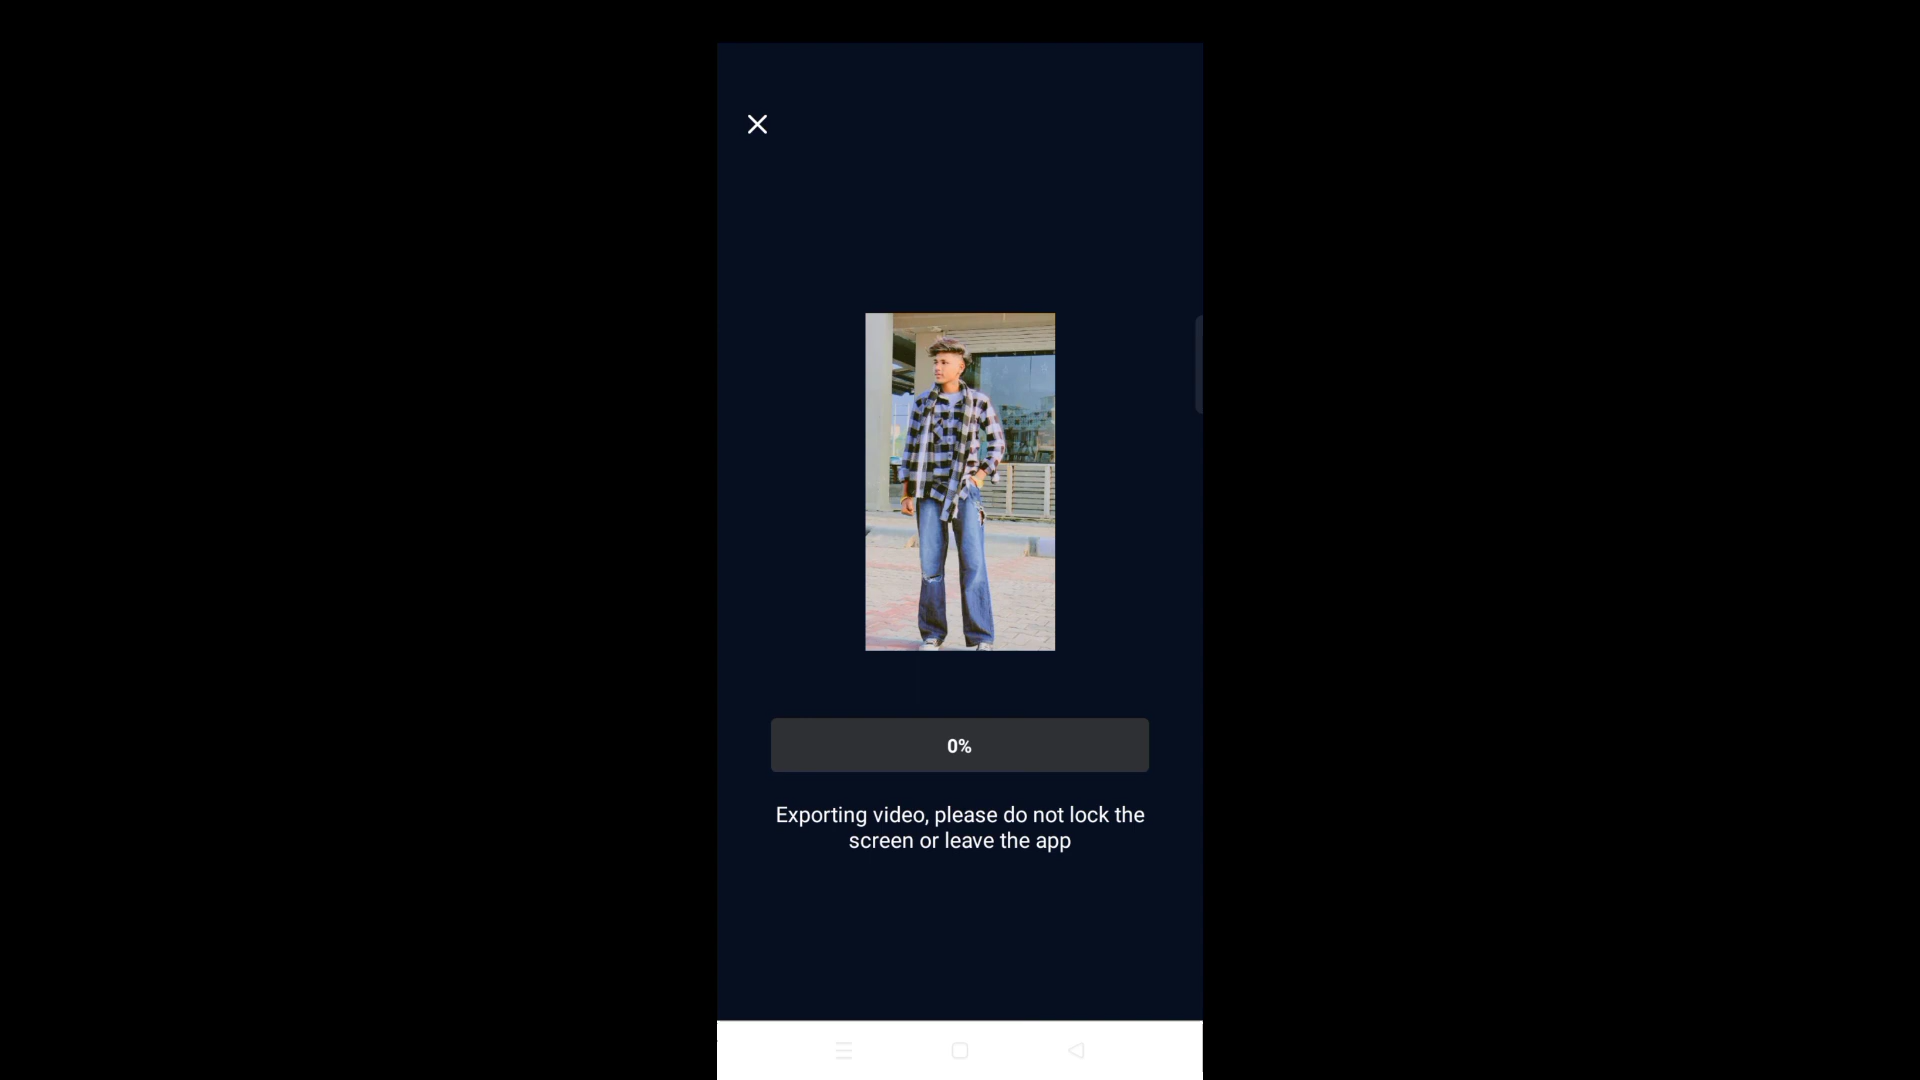 0%
Exporting video, please do not lock the
screen or leave the app